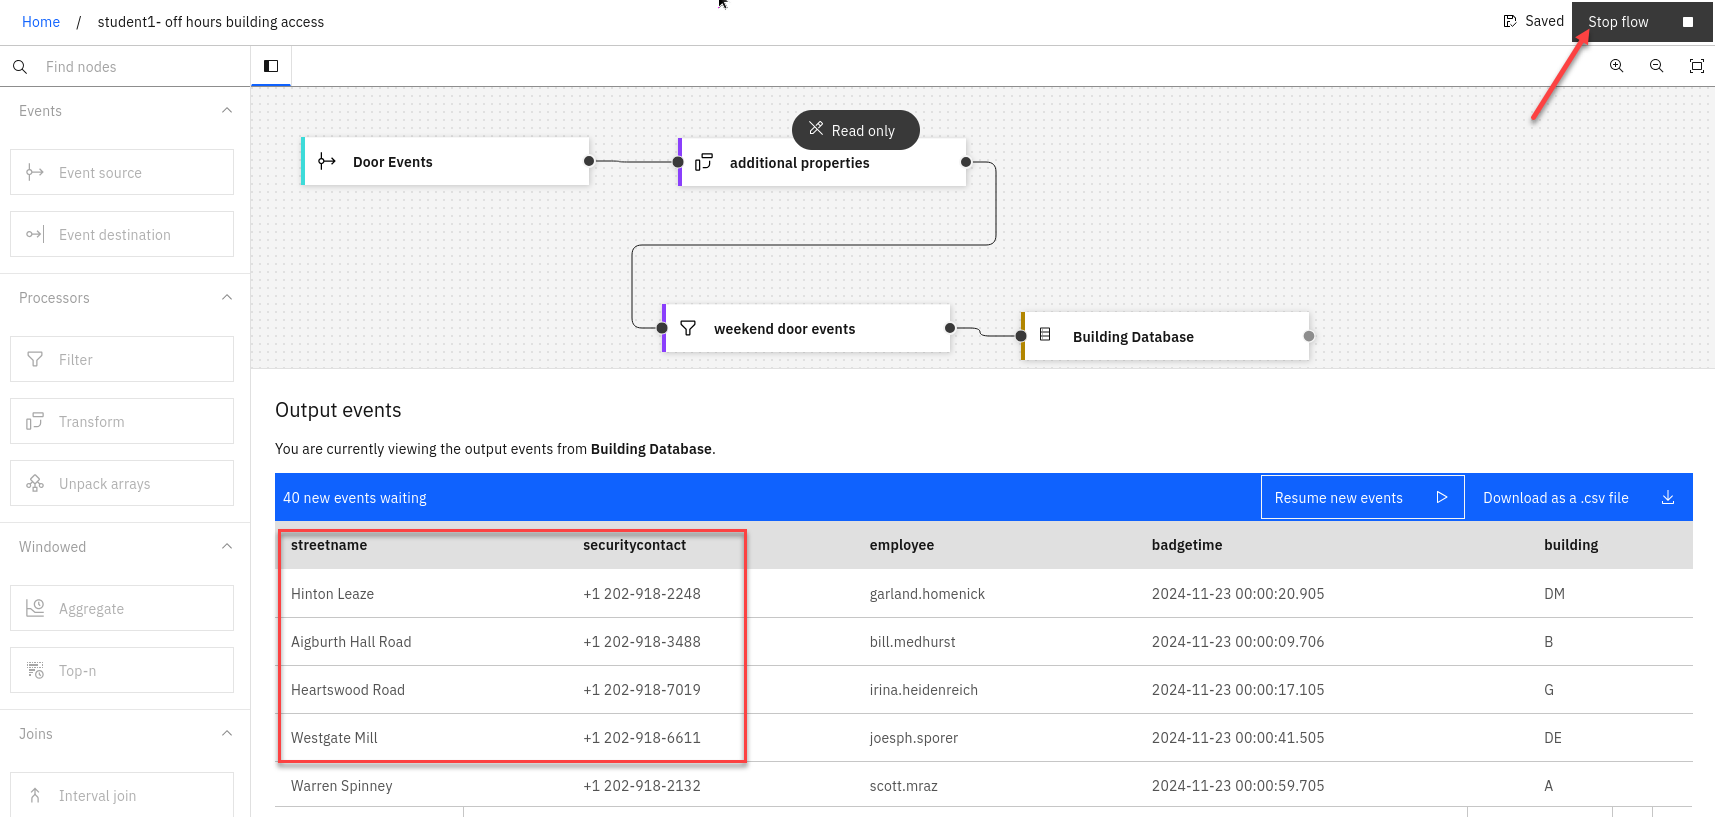 Home / student1- off hours building access
Saved
Stop flow
Find nodes
Events
Event source
Event destination
Processors
Filter
Transform
Unpack arrays
Windowed
Aggregate
Top-n
Joins
Interval join
Read only
Door Events
additional properties
weekend door events
Building Database
Output events
You are currently viewing the output events from Building Database.
40 new events waiting
Resume new events
Download as a .csv file
streetname securitycontact employee badgetime building
Hinton Leaze +1 202-918-2248 garland.homenick 2024-11-23 00:00:20.905 DM
Aigburth Hall Road +1 202-918-3488 bill.medhurst 2024-11-23 00:00:09.706 B
Heartswood Road +1 202-918-7019 irina.heidenreich 2024-11-23 00:00:17.105 G
Westgate Mill +1 202-918-6611 joesph.sporer 2024-11-23 00:00:41.505 DE
Warren Spinney +1 202-918-2132 scott.mraz 2024-11-23 00:00:59.705 A